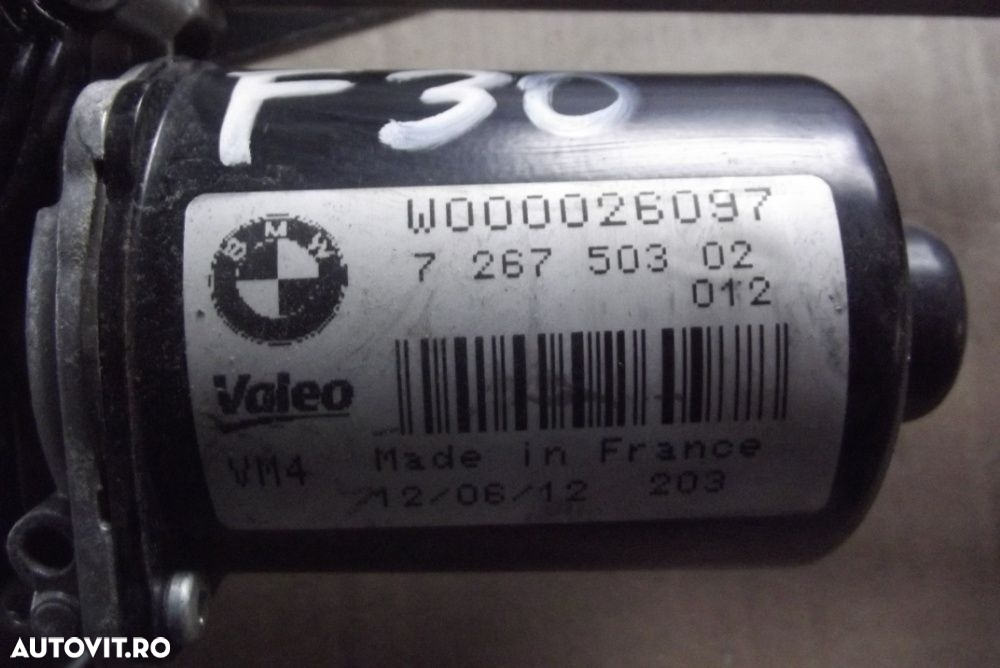 F30
W000026097
BMW
7 267 503 02
012
Valeo
Made in France
VM4
12/06/12 203
AUTOVIT.RO